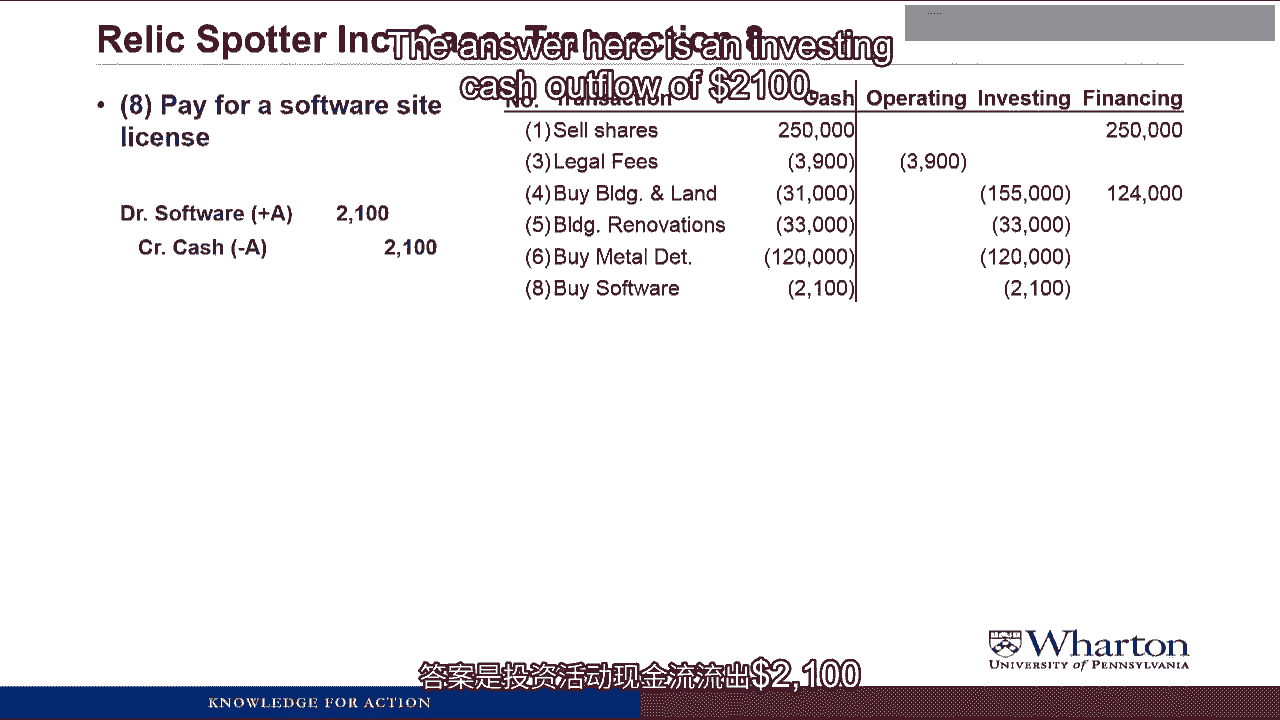 Relic Spotter Inc. Case: Transaction 8
The answer here is an investing
cash outflow of $2100.
• (8) Pay for a software site
license
Dr. Software (+A) 2,100
Cr. Cash (-A) 2,100
No. Transaction Cash Operating Investing Financing
(1) Sell shares 250,000 250,000
(3) Legal Fees (3,900) (3,900)
(4) Buy Bldg. & Land (31,000) (155,000) 124,000
(5) Bldg. Renovations (33,000) (33,000)
(6) Buy Metal Det. (120,000) (120,000)
(8) Buy Software (2,100) (2,100)
Wharton
UNIVERSITY of PENNSYLVANIA
答案是投资活动现金流流出$2,100
KNOWLEDGE FOR ACTION